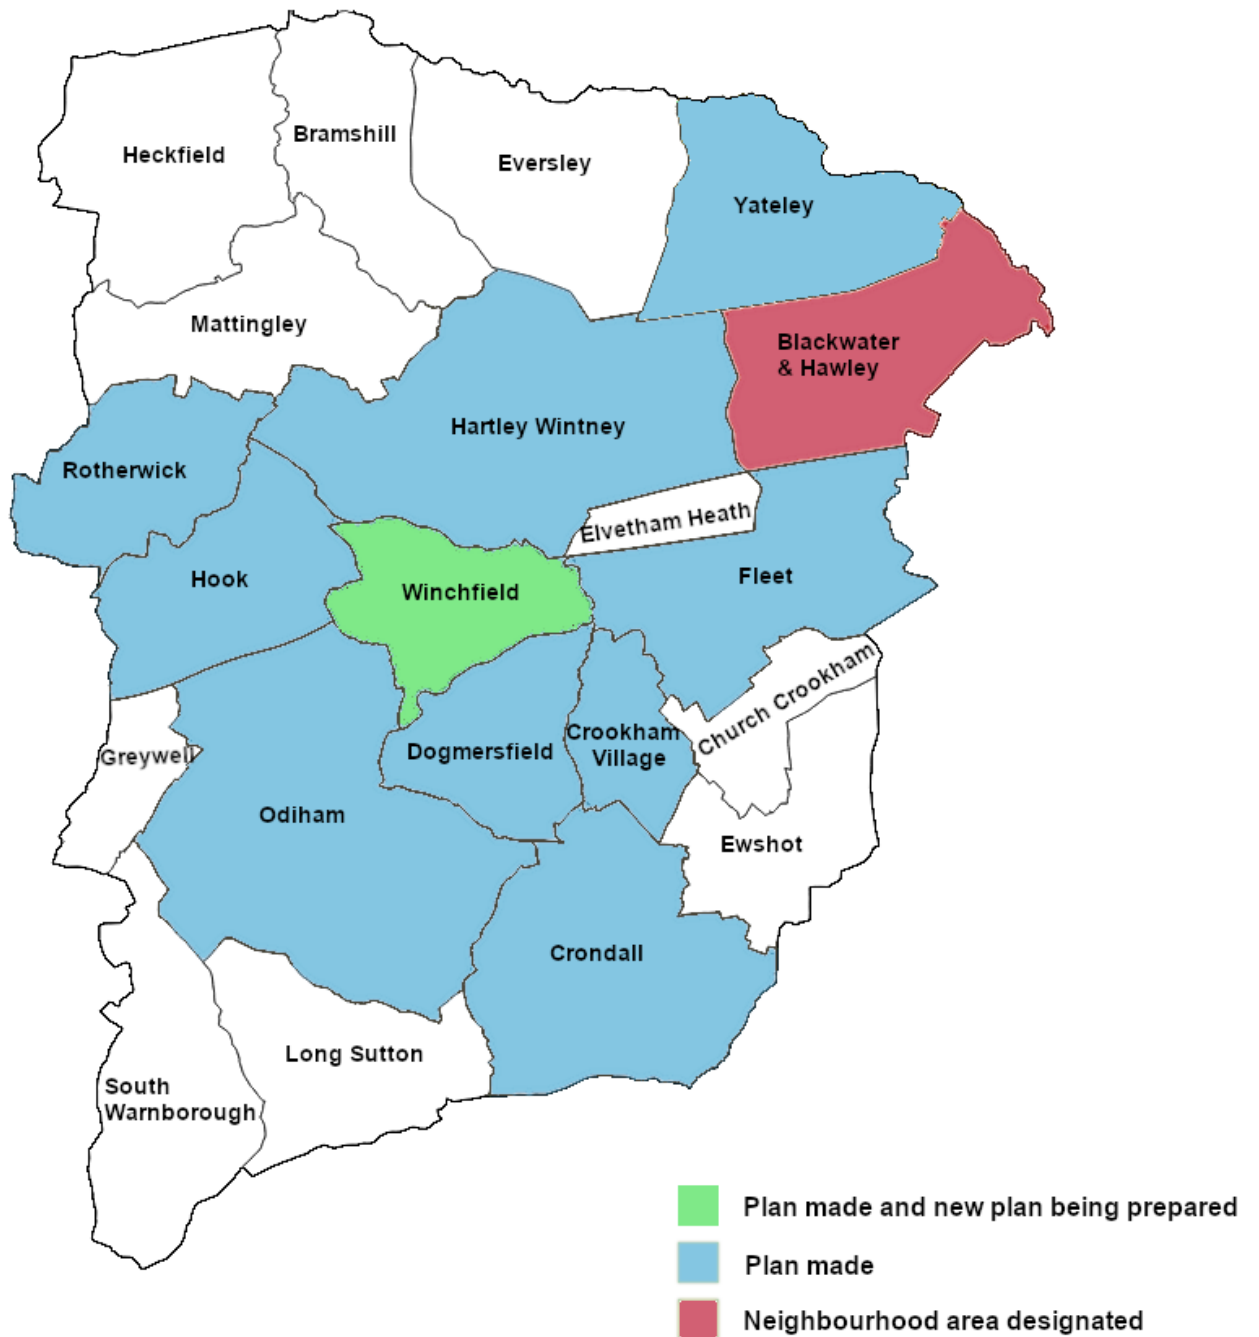 Heckfield
Bramshill
Eversley
Yateley
Mattingley
Blackwater
& Hawley
Hartley Wintney
Rotherwick
Elvetham Heath
Hook
Winchfield
Fleet
Church Crookham
Greywell
Dogmersfield
Crookham
Village
Odiham
Ewshot
Crondall
Long Sutton
South
Warnborough
Plan made and new plan being prepared
Plan made
Neighbourhood area designated